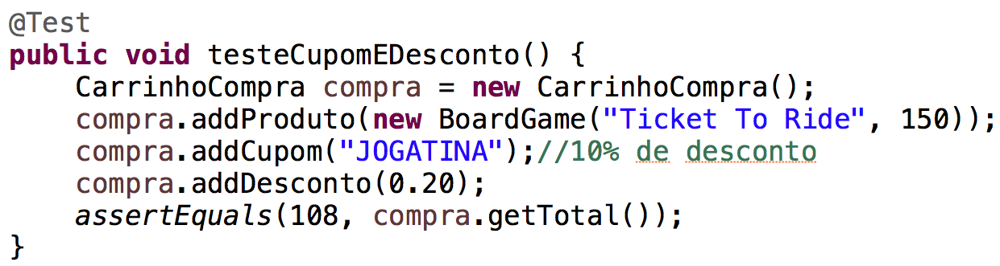 @Test
public void testeCupomEDesconto() {
    CarrinhoCompra compra = new CarrinhoCompra();
    compra.addProduto(new BoardGame("Ticket To Ride", 150));
    compra.addCupom("JOGATINA");//10% de desconto
    compra.addDesconto(0.20);
    assertEquals(108, compra.getTotal());
}